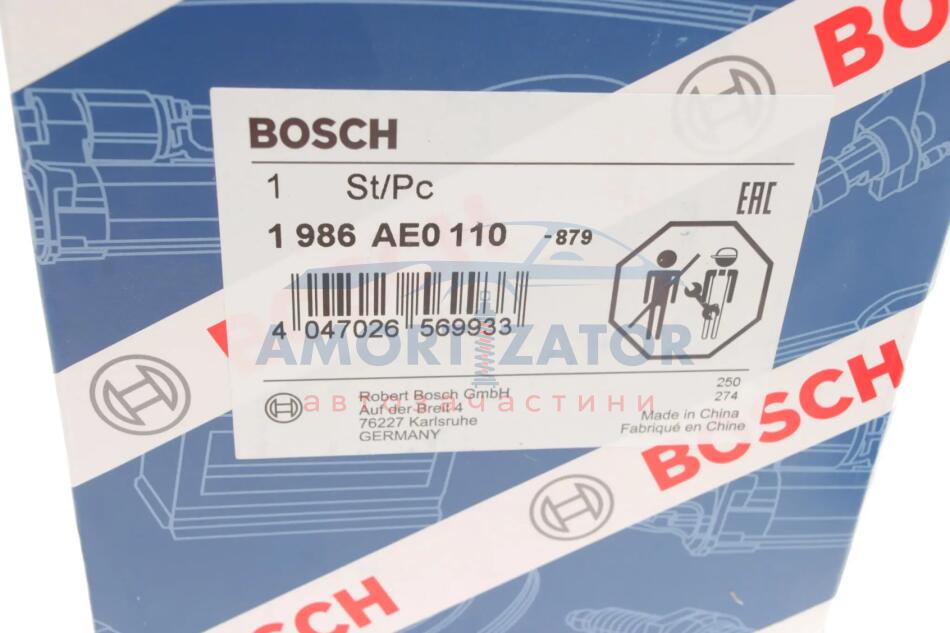 BO
BOSCH
1 St/Pc
EAC
1 986 AE0 110 -879
4 047026 569933
AMORTIZATOR
автозапчастини
Robert Bosch GmbH
Auf der Breit 4
76227 Karlsruhe
GERMANY
250
274
Made in China
Fabriqué en Chine
BOSCH
BOSCH